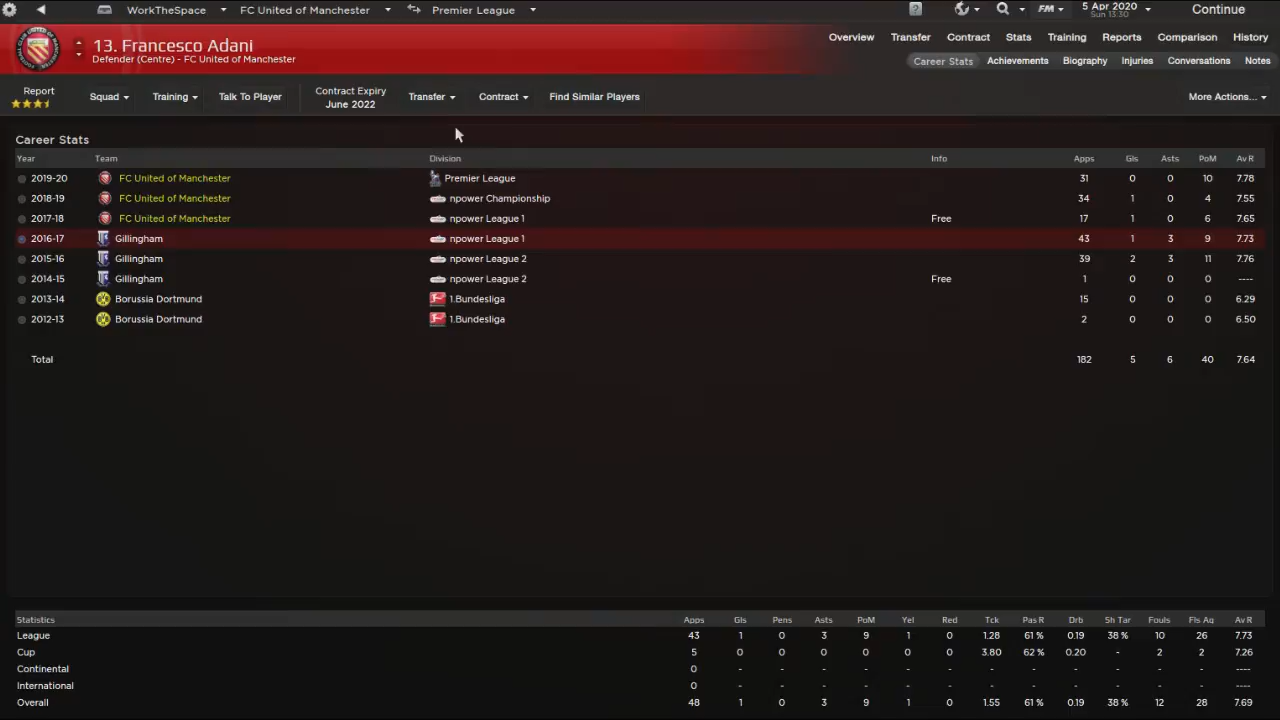 WorkTheSpace FC United of Manchester Premier League ? FM 5 Apr 2020 Sun 13:30 Continue
13. Francesco Adani
Defender (Centre) - FC United of Manchester
Overview Transfer Contract Stats Training Reports Comparison History
Career Stats Achievements Biography Injuries Conversations Notes
Report Squad Training Talk To Player Contract Expiry June 2022 Transfer Contract Find Similar Players More Actions...
Career Stats
Year Team Division Info Apps Gls Asts PoM Av R
2019-20 FC United of Manchester Premier League 31 0 0 10 7.78
2018-19 FC United of Manchester npower Championship 34 1 0 4 7.55
2017-18 FC United of Manchester npower League 1 Free 17 1 0 6 7.65
2016-17 Gillingham npower League 1 43 1 3 9 7.73
2015-16 Gillingham npower League 2 39 2 3 11 7.76
2014-15 Gillingham npower League 2 Free 1 0 0 0 ----
2013-14 Borussia Dortmund 1.Bundesliga 15 0 0 0 6.29
2012-13 Borussia Dortmund 1.Bundesliga 2 0 0 0 6.50
Total 182 5 6 40 7.64
Statistics Apps Gls Pens Asts PoM Yel Red Tck Pas R Drb Sh Tar Fouls Fls Ag Av R
League 43 1 0 3 9 1 0 1.28 61 % 0.19 38 % 10 26 7.73
Cup 5 0 0 0 0 0 0 3.80 62 % 0.20 - 2 2 7.26
Continental 0 - - - - - - - - - - - - ----
International 0 - - - - - - - - - - - - ----
Overall 48 1 0 3 9 1 0 1.55 61 % 0.19 38 % 12 28 7.69